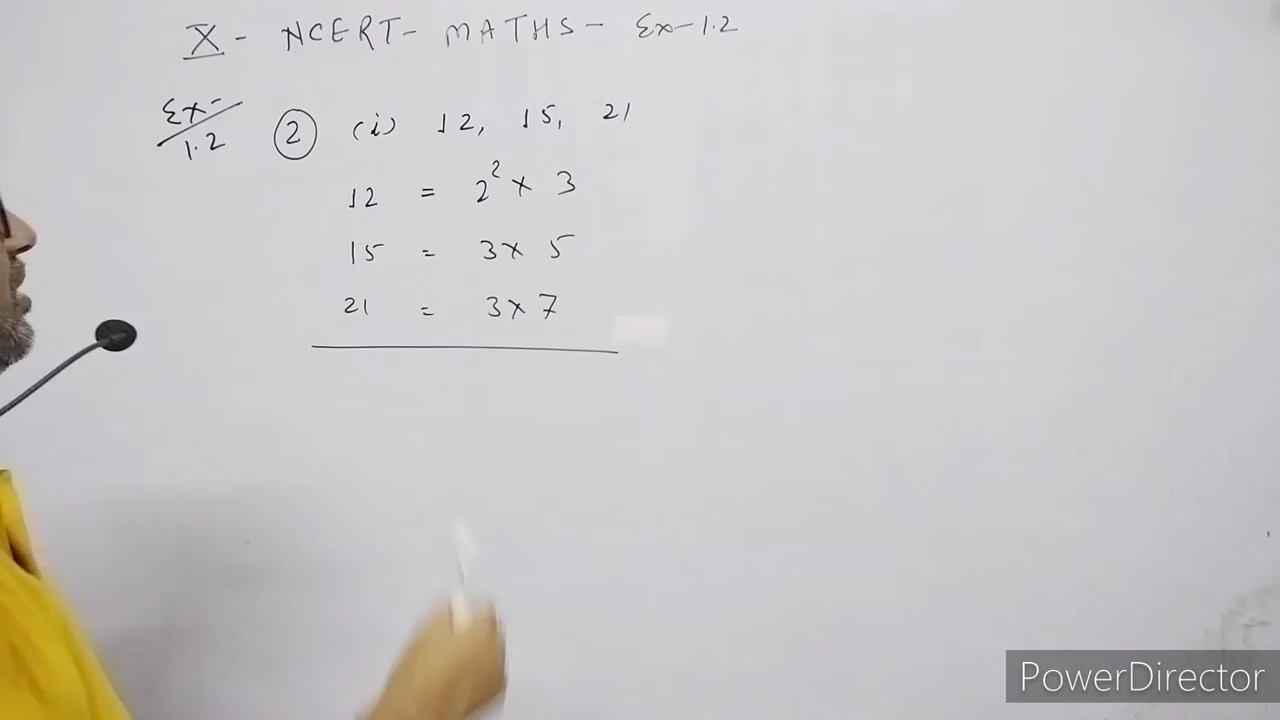 X - NCERT - MATHS - Ex-1.2
Ex-1.2 ② (i) 12, 15, 21
12 = 2² × 3
15 = 3 × 5
21 = 3 × 7
PowerDirector